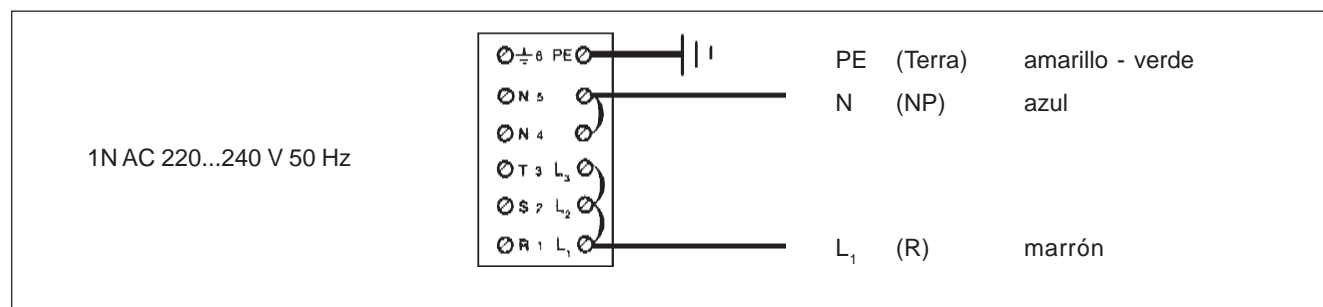 ⏚ 6 PE
PE (Terra) amarillo - verde
N 5
N (NP) azul
N 4
1N AC 220...240 V 50 Hz
T 3 L₃
S 2 L₂
R 1 L₁
L₁ (R) marrón